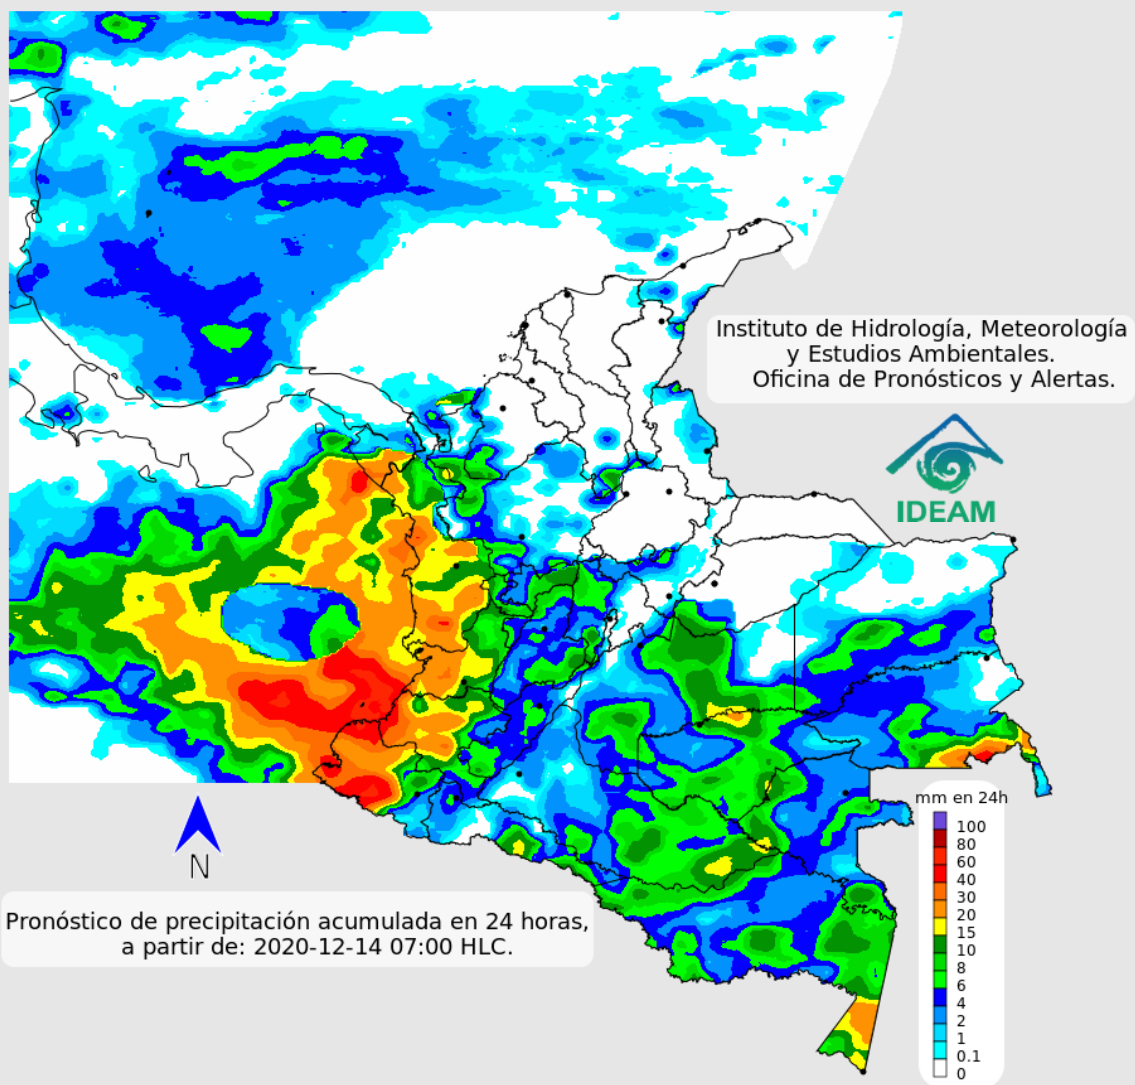 Instituto de Hidrología, Meteorología
y Estudios Ambientales.
Oficina de Pronósticos y Alertas.
IDEAM
mm en 24h
100
80
60
40
30
20
15
10
8
6
4
2
1
0.1
0
N
Pronóstico de precipitación acumulada en 24 horas,
a partir de: 2020-12-14 07:00 HLC.